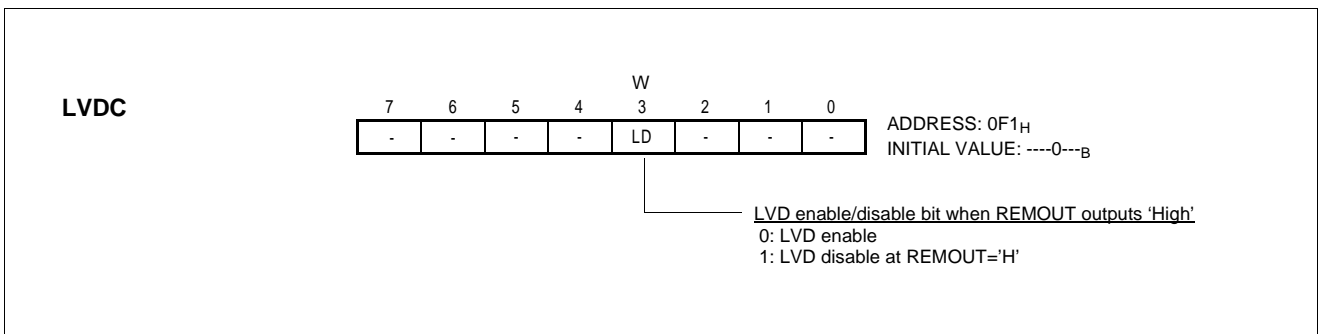 W
LVDC 7 6 5 4 3 2 1 0
- - - - LD - - - ADDRESS: 0F1H
INITIAL VALUE: ----0---B
LVD enable/disable bit when REMOUT outputs ‘High’
0: LVD enable
1: LVD disable at REMOUT='H'